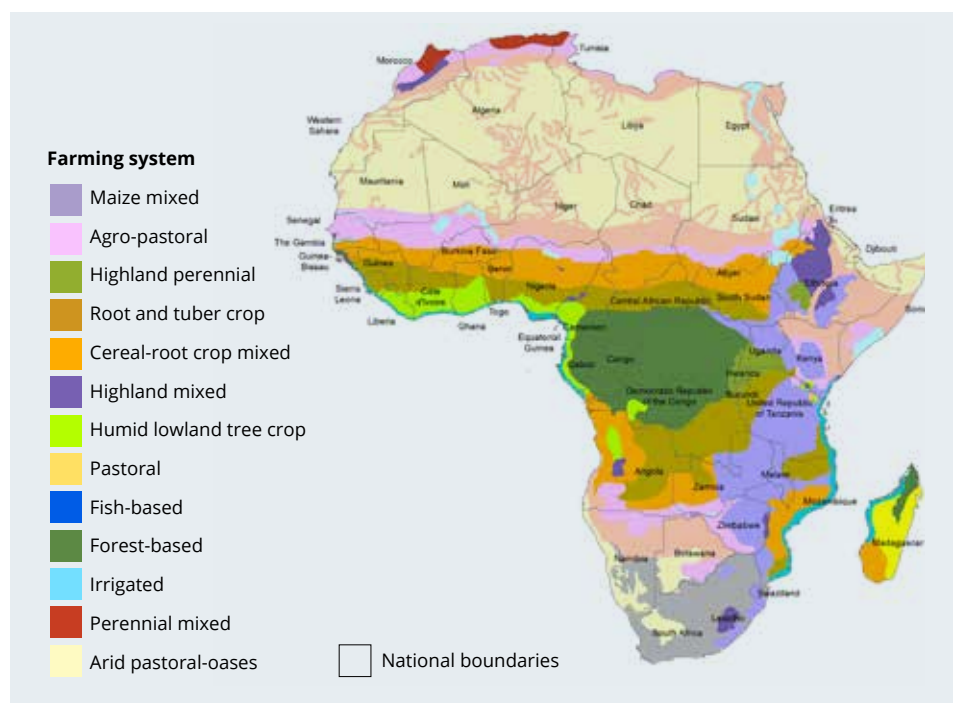 Farming system
Maize mixed
Agro-pastoral
Highland perennial
Root and tuber crop
Cereal-root crop mixed
Highland mixed
Humid lowland tree crop
Pastoral
Fish-based
Forest-based
Irrigated
Perennial mixed
Arid pastoral-oases
National boundaries
Tunisia
Morocco
Algeria
Western
Sahara
Libya
Egypt
Mauritania
Mali
Niger
Chad
Sudan
Eritrea
Senegal
The Gambia
Guinea-
Bissau
Guinea
Burkina Faso
Benin
Djibouti
Nigeria
Ethiopia
Sierra
Leone
Côte
d'Ivoire
Central African Republic
South Sudan
Liberia
Togo
Ghana
Cameroon
Equatorial
Guinea
Uganda
Kenya
Gabon
Congo
Rwanda
Burundi
Democratic Republic
of the Congo
United Republic
of Tanzania
Angola
Malawi
Zambia
Mozambique
Zimbabwe
Madagascar
Namibia
Botswana
Swaziland
Lesotho
South Africa